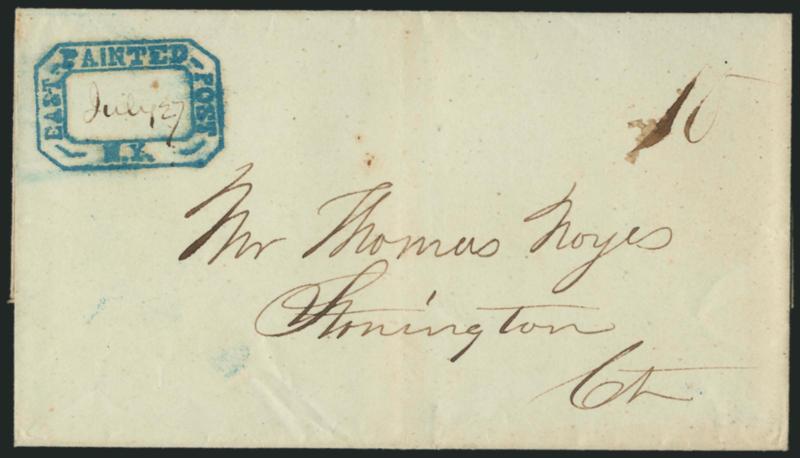 EAST PAINTED POST
N.Y.
July 27
10
Mr Thomas Noyes
Stonington
Ct